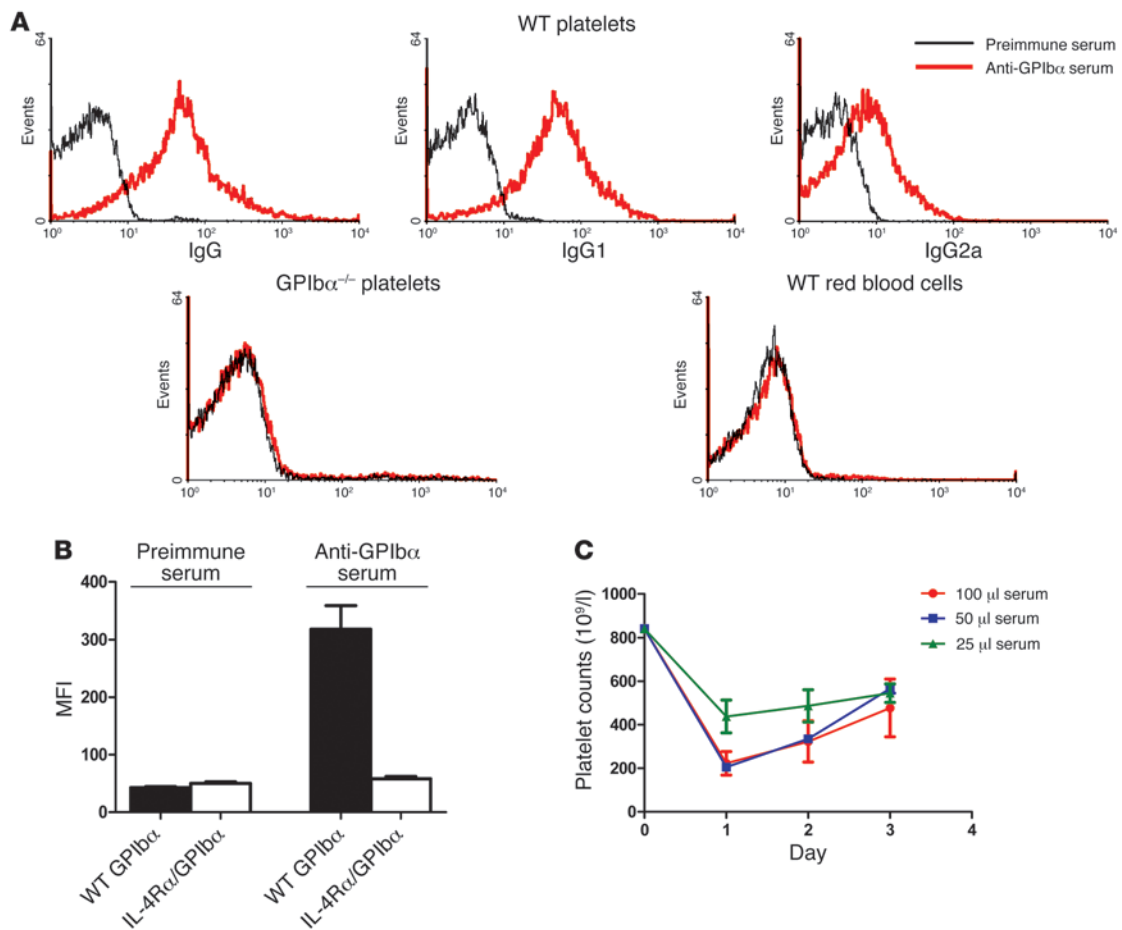 A
WT platelets
Preimmune serum
Anti-GPIbα serum
64
Events
0
10⁰ 10¹ 10² 10³ 10⁴
IgG
64
Events
0
10⁰ 10¹ 10² 10³ 10⁴
IgG1
64
Events
0
10⁰ 10¹ 10² 10³ 10⁴
IgG2a
GPIbα⁻/⁻ platelets
64
Events
0
10⁰ 10¹ 10² 10³ 10⁴
WT red blood cells
64
Events
0
10⁰ 10¹ 10² 10³ 10⁴
B
Preimmune
serum
Anti-GPIbα
serum
400
300
200
100
0
MFI
WT GPIbα
IL-4Rα/GPIbα
WT GPIbα
IL-4Rα/GPIbα
C
100 µl serum
50 µl serum
25 µl serum
1000
800
600
400
200
0
Platelet counts (10⁹/l)
0 1 2 3 4
Day